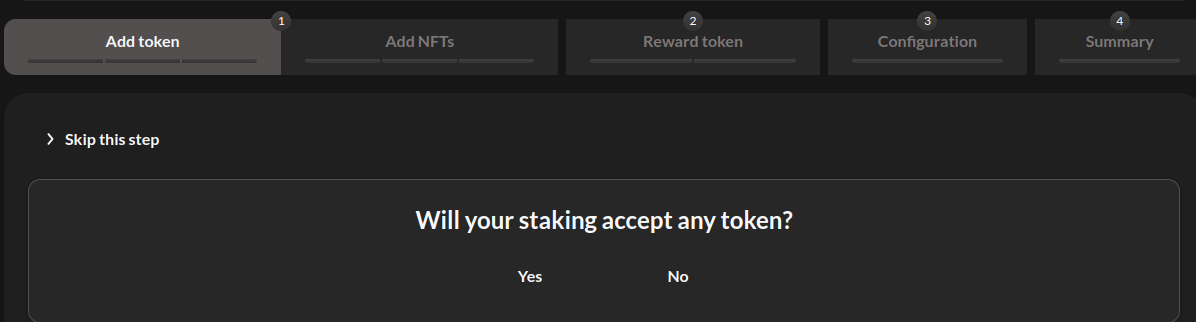 1
2
3
4
Add token
Add NFTs
Reward token
Configuration
Summary
Skip this step
Will your staking accept any token?
Yes
No